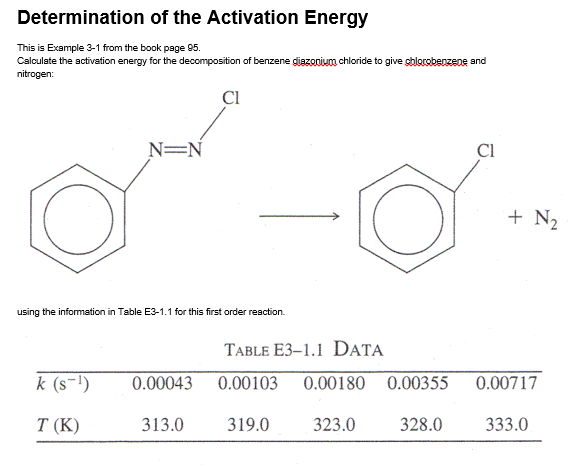 Determination of the Activation Energy
This is Example 3-1 from the book page 95.
Calculate the activation energy for the decomposition of benzene diazonium chloride to give chlorobenzene and
nitrogen:
Cl
N=N
Cl
+ N₂
using the information in Table E3-1.1 for this first order reaction.
TABLE E3–1.1 DATA
k (s⁻¹) 0.00043 0.00103 0.00180 0.00355 0.00717
T (K) 313.0 319.0 323.0 328.0 333.0